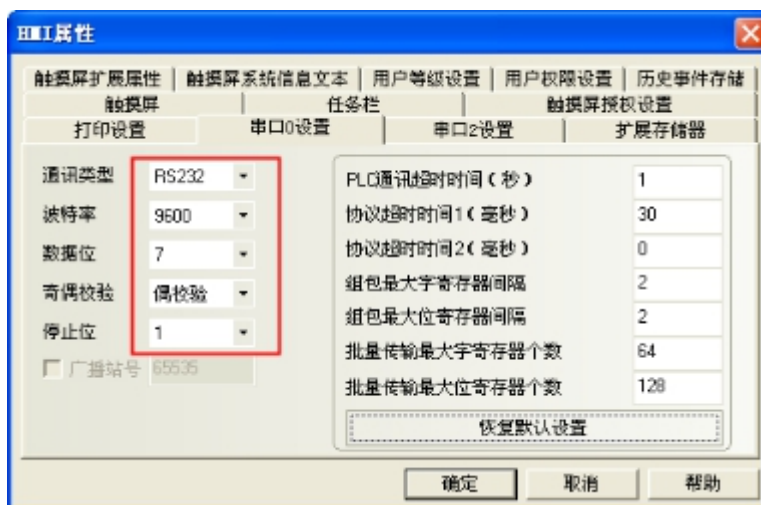 HMI属性
触摸屏扩展属性 触摸屏系统信息文本 用户等级设置 用户权限设置 历史事件存储
触摸屏 任务栏 触摸屏授权设置
打印设置 串口0设置 串口2设置 扩展存储器
通讯类型 RS232
波特率 9600
数据位 7
奇偶校验 偶校验
停止位 1
广播站号 65535
PLC通讯超时时间(秒) 1
协议超时时间1(毫秒) 30
协议超时时间2(毫秒) 0
组包最大字寄存器间隔 2
组包最大位寄存器间隔 2
批量传输最大字寄存器个数 64
批量传输最大位寄存器个数 128
恢复默认设置
确定 取消 帮助